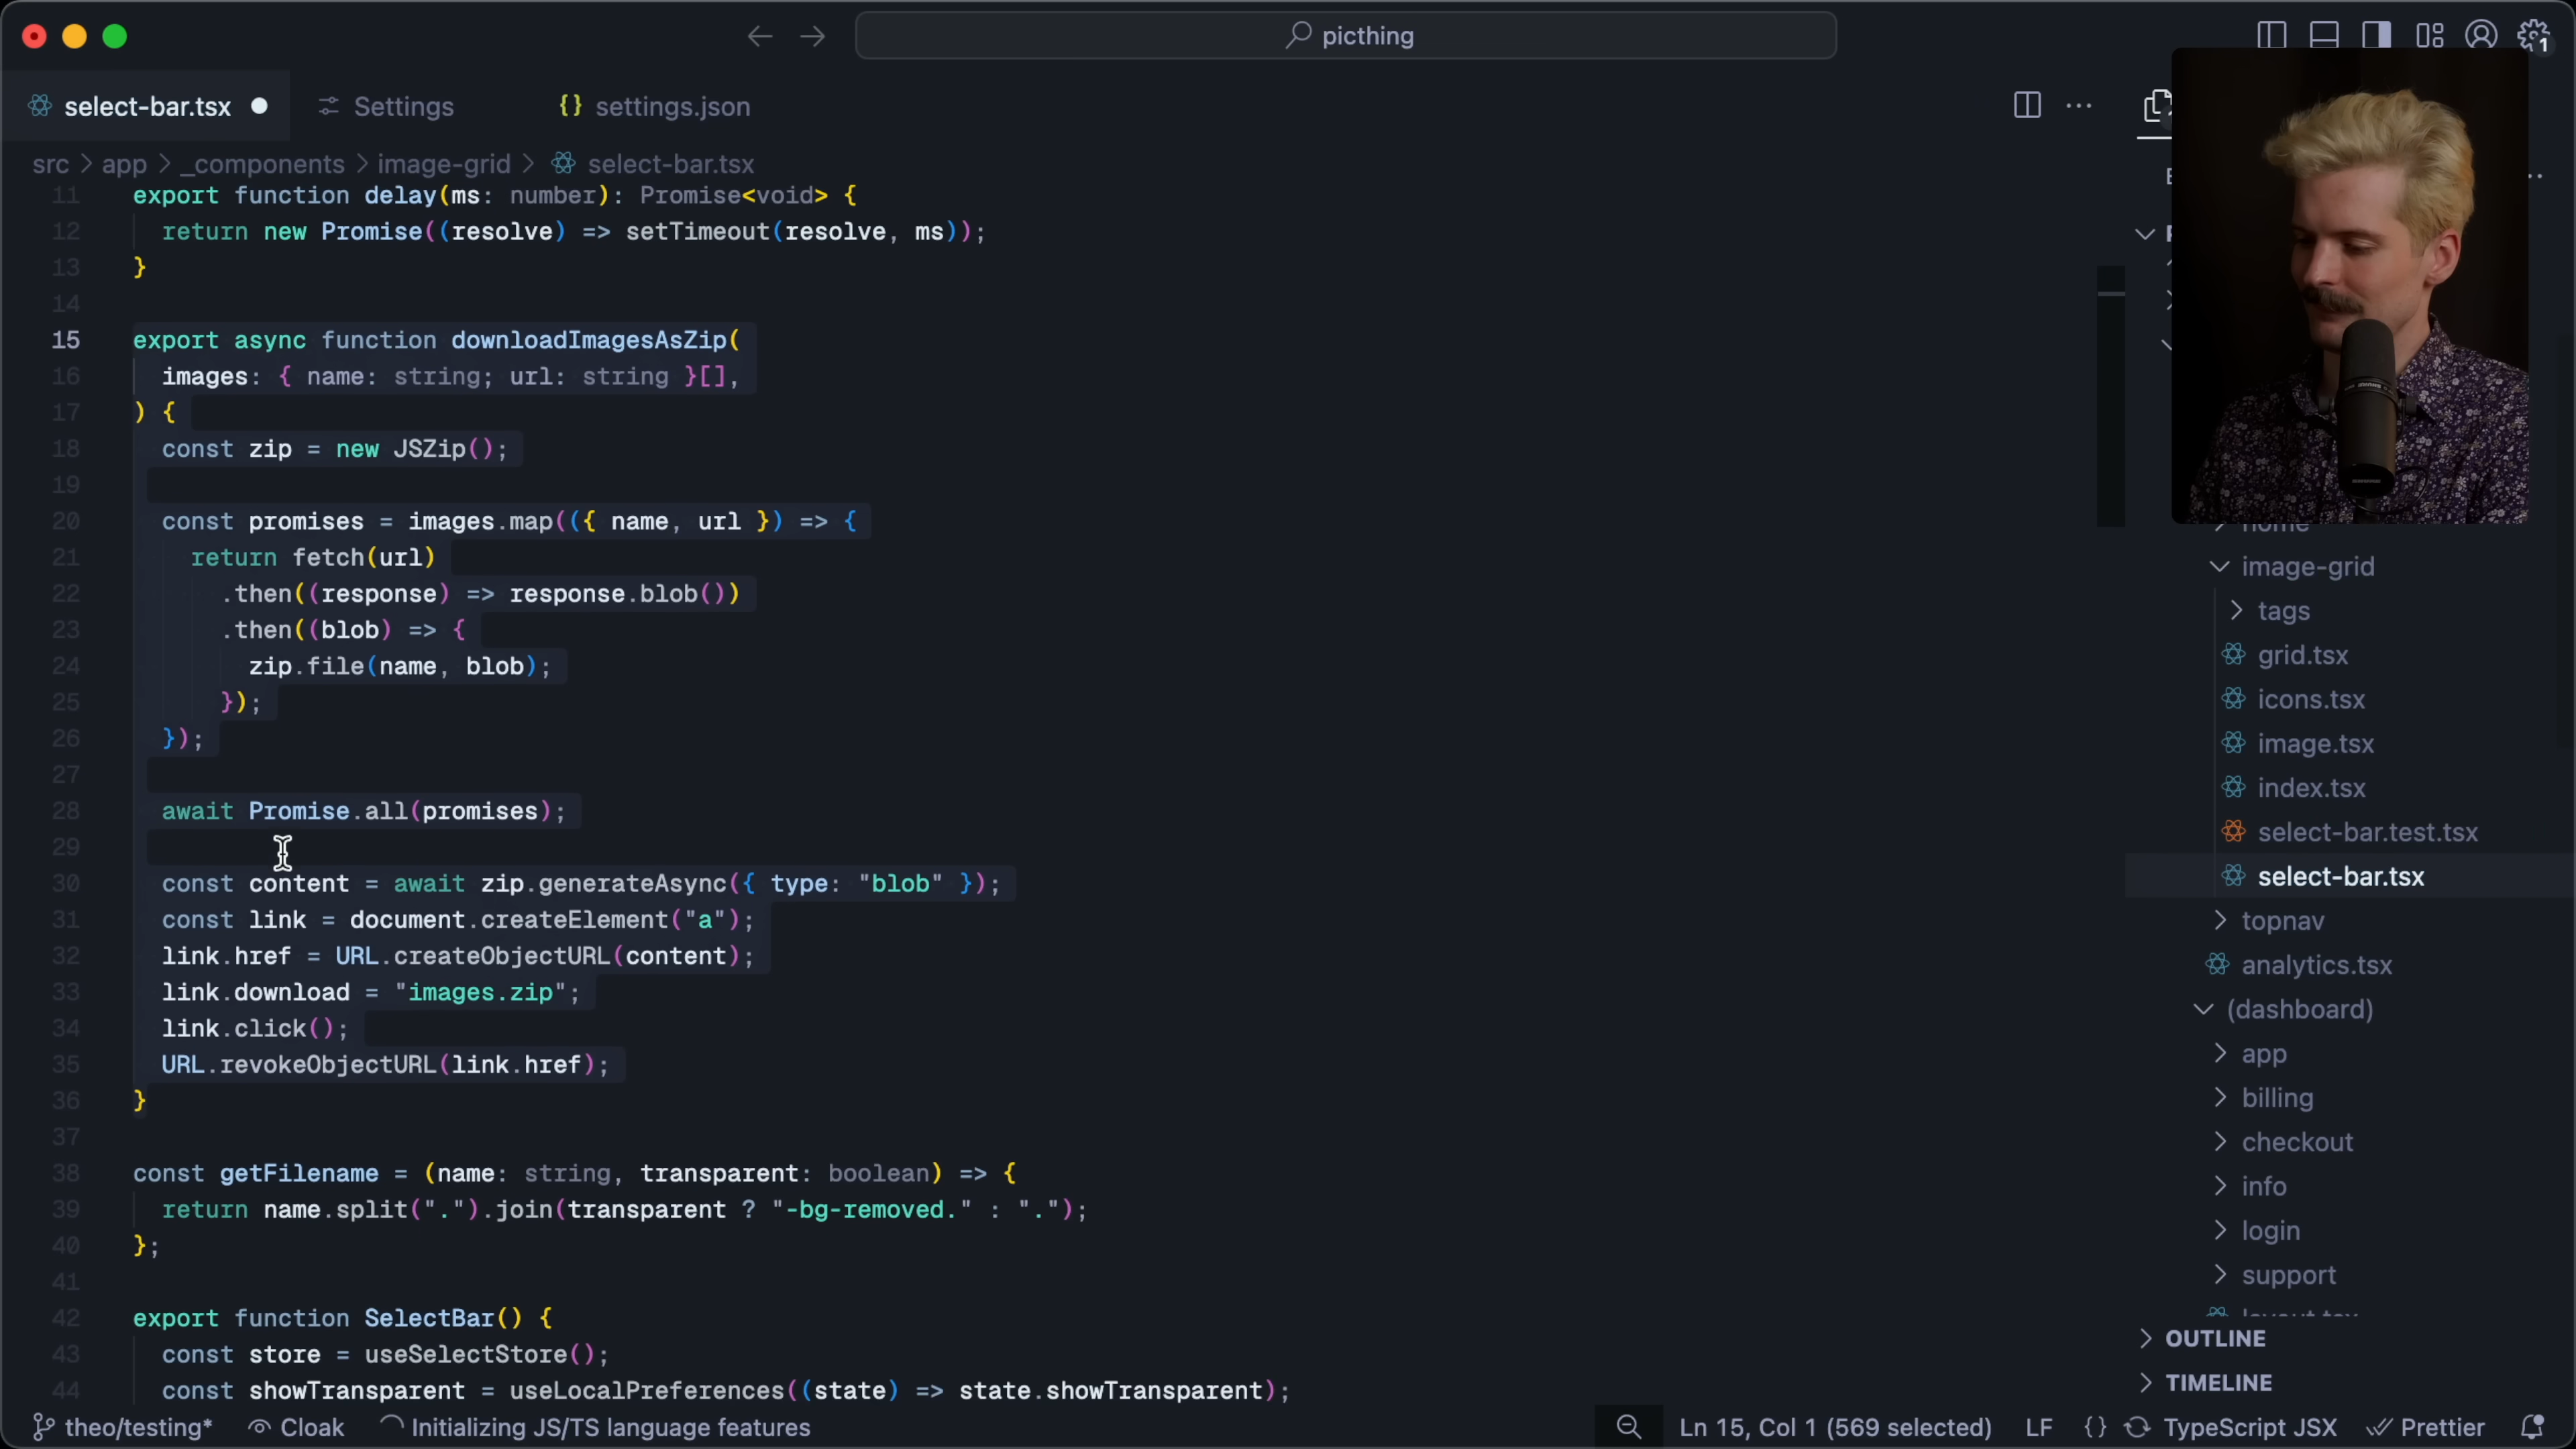 picthing
1
select-bar.tsx
Settings
{} settings.json
src > app > _components > image-grid > select-bar.tsx
11 export function delay(ms: number): Promise<void> {
12 return new Promise((resolve) => setTimeout(resolve, ms));
13 }
14
15 export async function downloadImagesAsZip(
16 images: { name: string; url: string }[],
17 ) {
18 const zip = new JSZip();
19
20 const promises = images.map(({ name, url }) => {
21 return fetch(url)
22 .then((response) => response.blob())
23 .then((blob) => {
24 zip.file(name, blob);
25 });
26 });
27
28 await Promise.all(promises);
29
30 const content = await zip.generateAsync({ type: "blob" });
31 const link = document.createElement("a");
32 link.href = URL.createObjectURL(content);
33 link.download = "images.zip";
34 link.click();
35 URL.revokeObjectURL(link.href);
36 }
37
38 const getFilename = (name: string, transparent: boolean) => {
39 return name.split(".").join(transparent ? "-bg-removed." : ".");
40 };
41
42 export function SelectBar() {
43 const store = useSelectStore();
44 const showTransparent = useLocalPreferences((state) => state.showTransparent);
home
image-grid
tags
grid.tsx
icons.tsx
image.tsx
index.tsx
select-bar.test.tsx
select-bar.tsx
topnav
analytics.tsx
(dashboard)
app
billing
checkout
info
login
support
layout.tsx
OUTLINE
TIMELINE
theo/testing* Cloak Initializing JS/TS language features
Ln 15, Col 1 (569 selected) LF {} TypeScript JSX Prettier